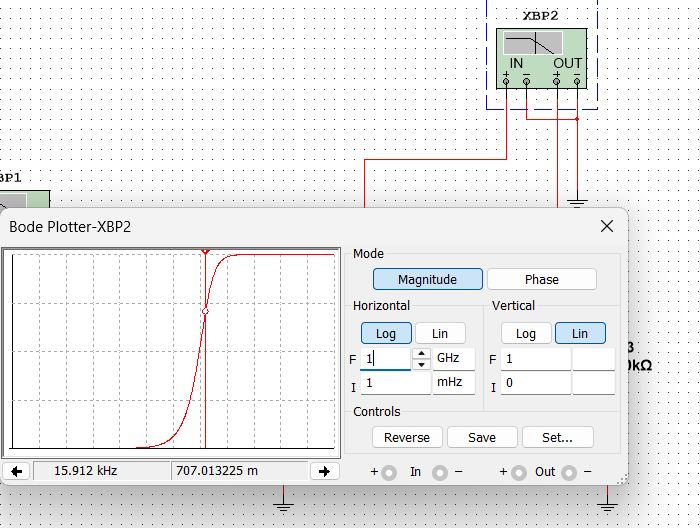 XBP2
IN OUT
+ − + −
BP1
Bode Plotter-XBP2
Mode
Magnitude Phase
Horizontal Vertical
Log Lin Log Lin
F 1 GHz F 1
I 1 mHz I 0
Controls
Reverse Save Set...
15.912 kHz 707.013225 m
+ In − + Out −
3
0kΩ